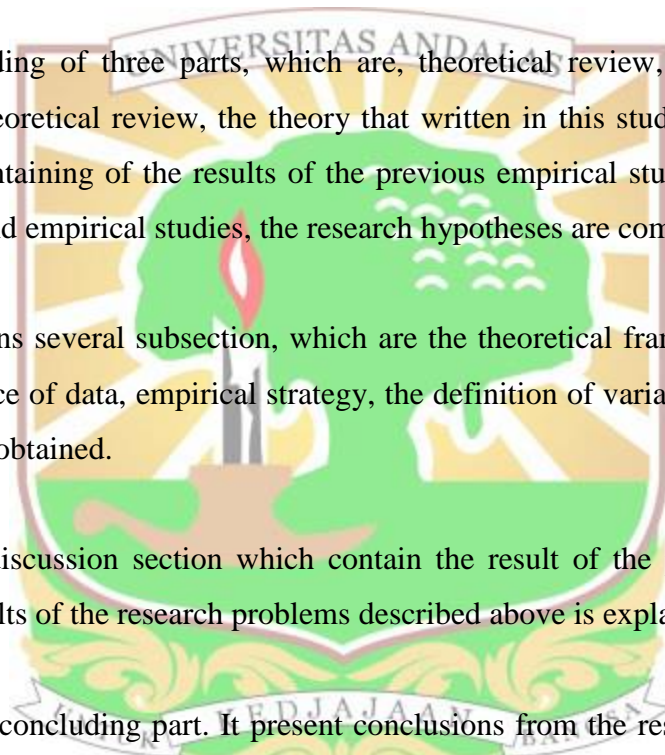 UNIVERSITAS ANDALAS
ling of three parts, which are, theoretical review,
eoretical review, the theory that written in this stud
ntaining of the results of the previous empirical stu
d empirical studies, the research hypotheses are com
ns several subsection, which are the theoretical fran
ce of data, empirical strategy, the definition of varia
obtained.
discussion section which contain the result of the
lts of the research problems described above is expla
concluding part. It present conclusions from the res
UNTUK KEDJAJAAN BANGSA